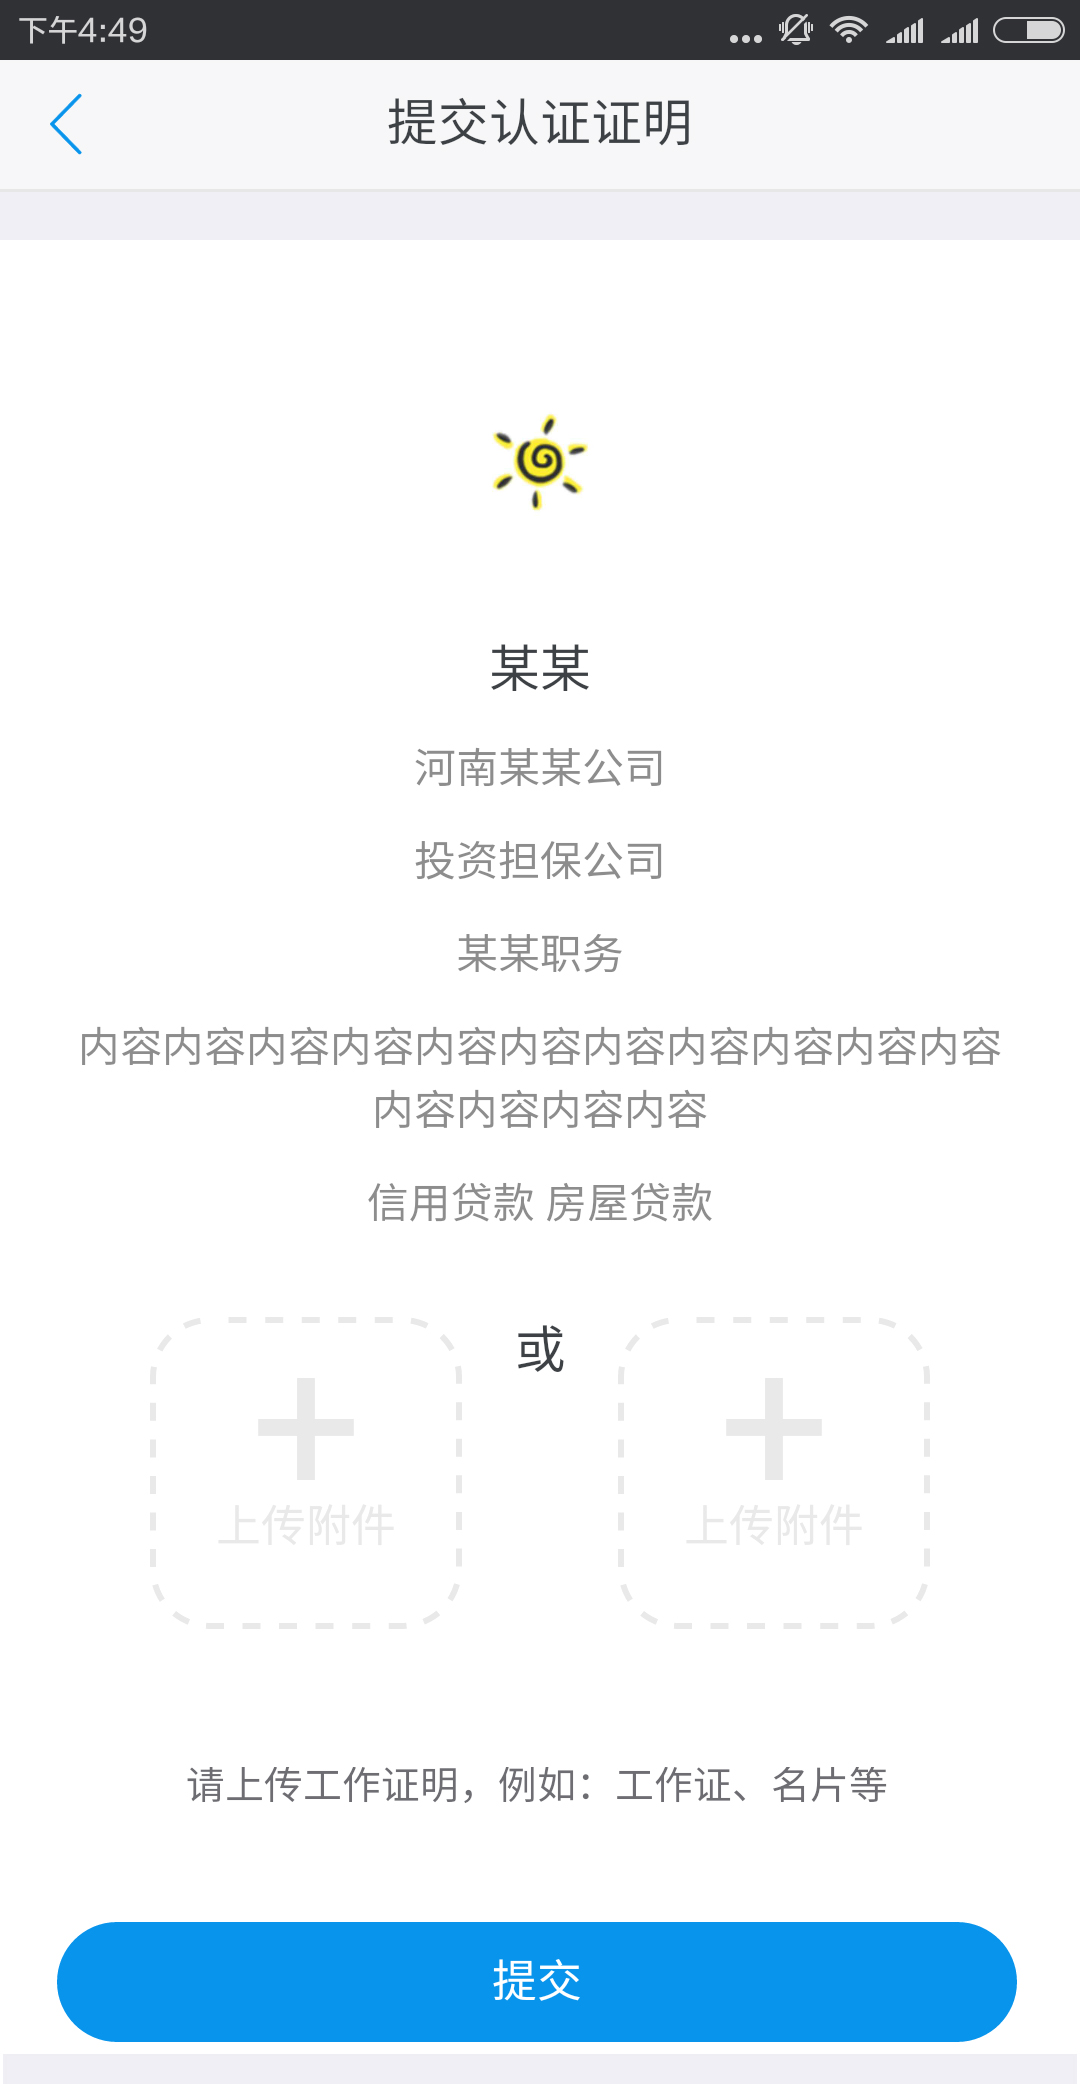 下午4:49
提交认证证明
某某
河南某某公司
投资担保公司
某某职务
内容内容内容内容内容内容内容内容内容内容内容
内容内容内容内容
信用贷款 房屋贷款
或
上传附件 上传附件
请上传工作证明，例如：工作证、名片等
提交